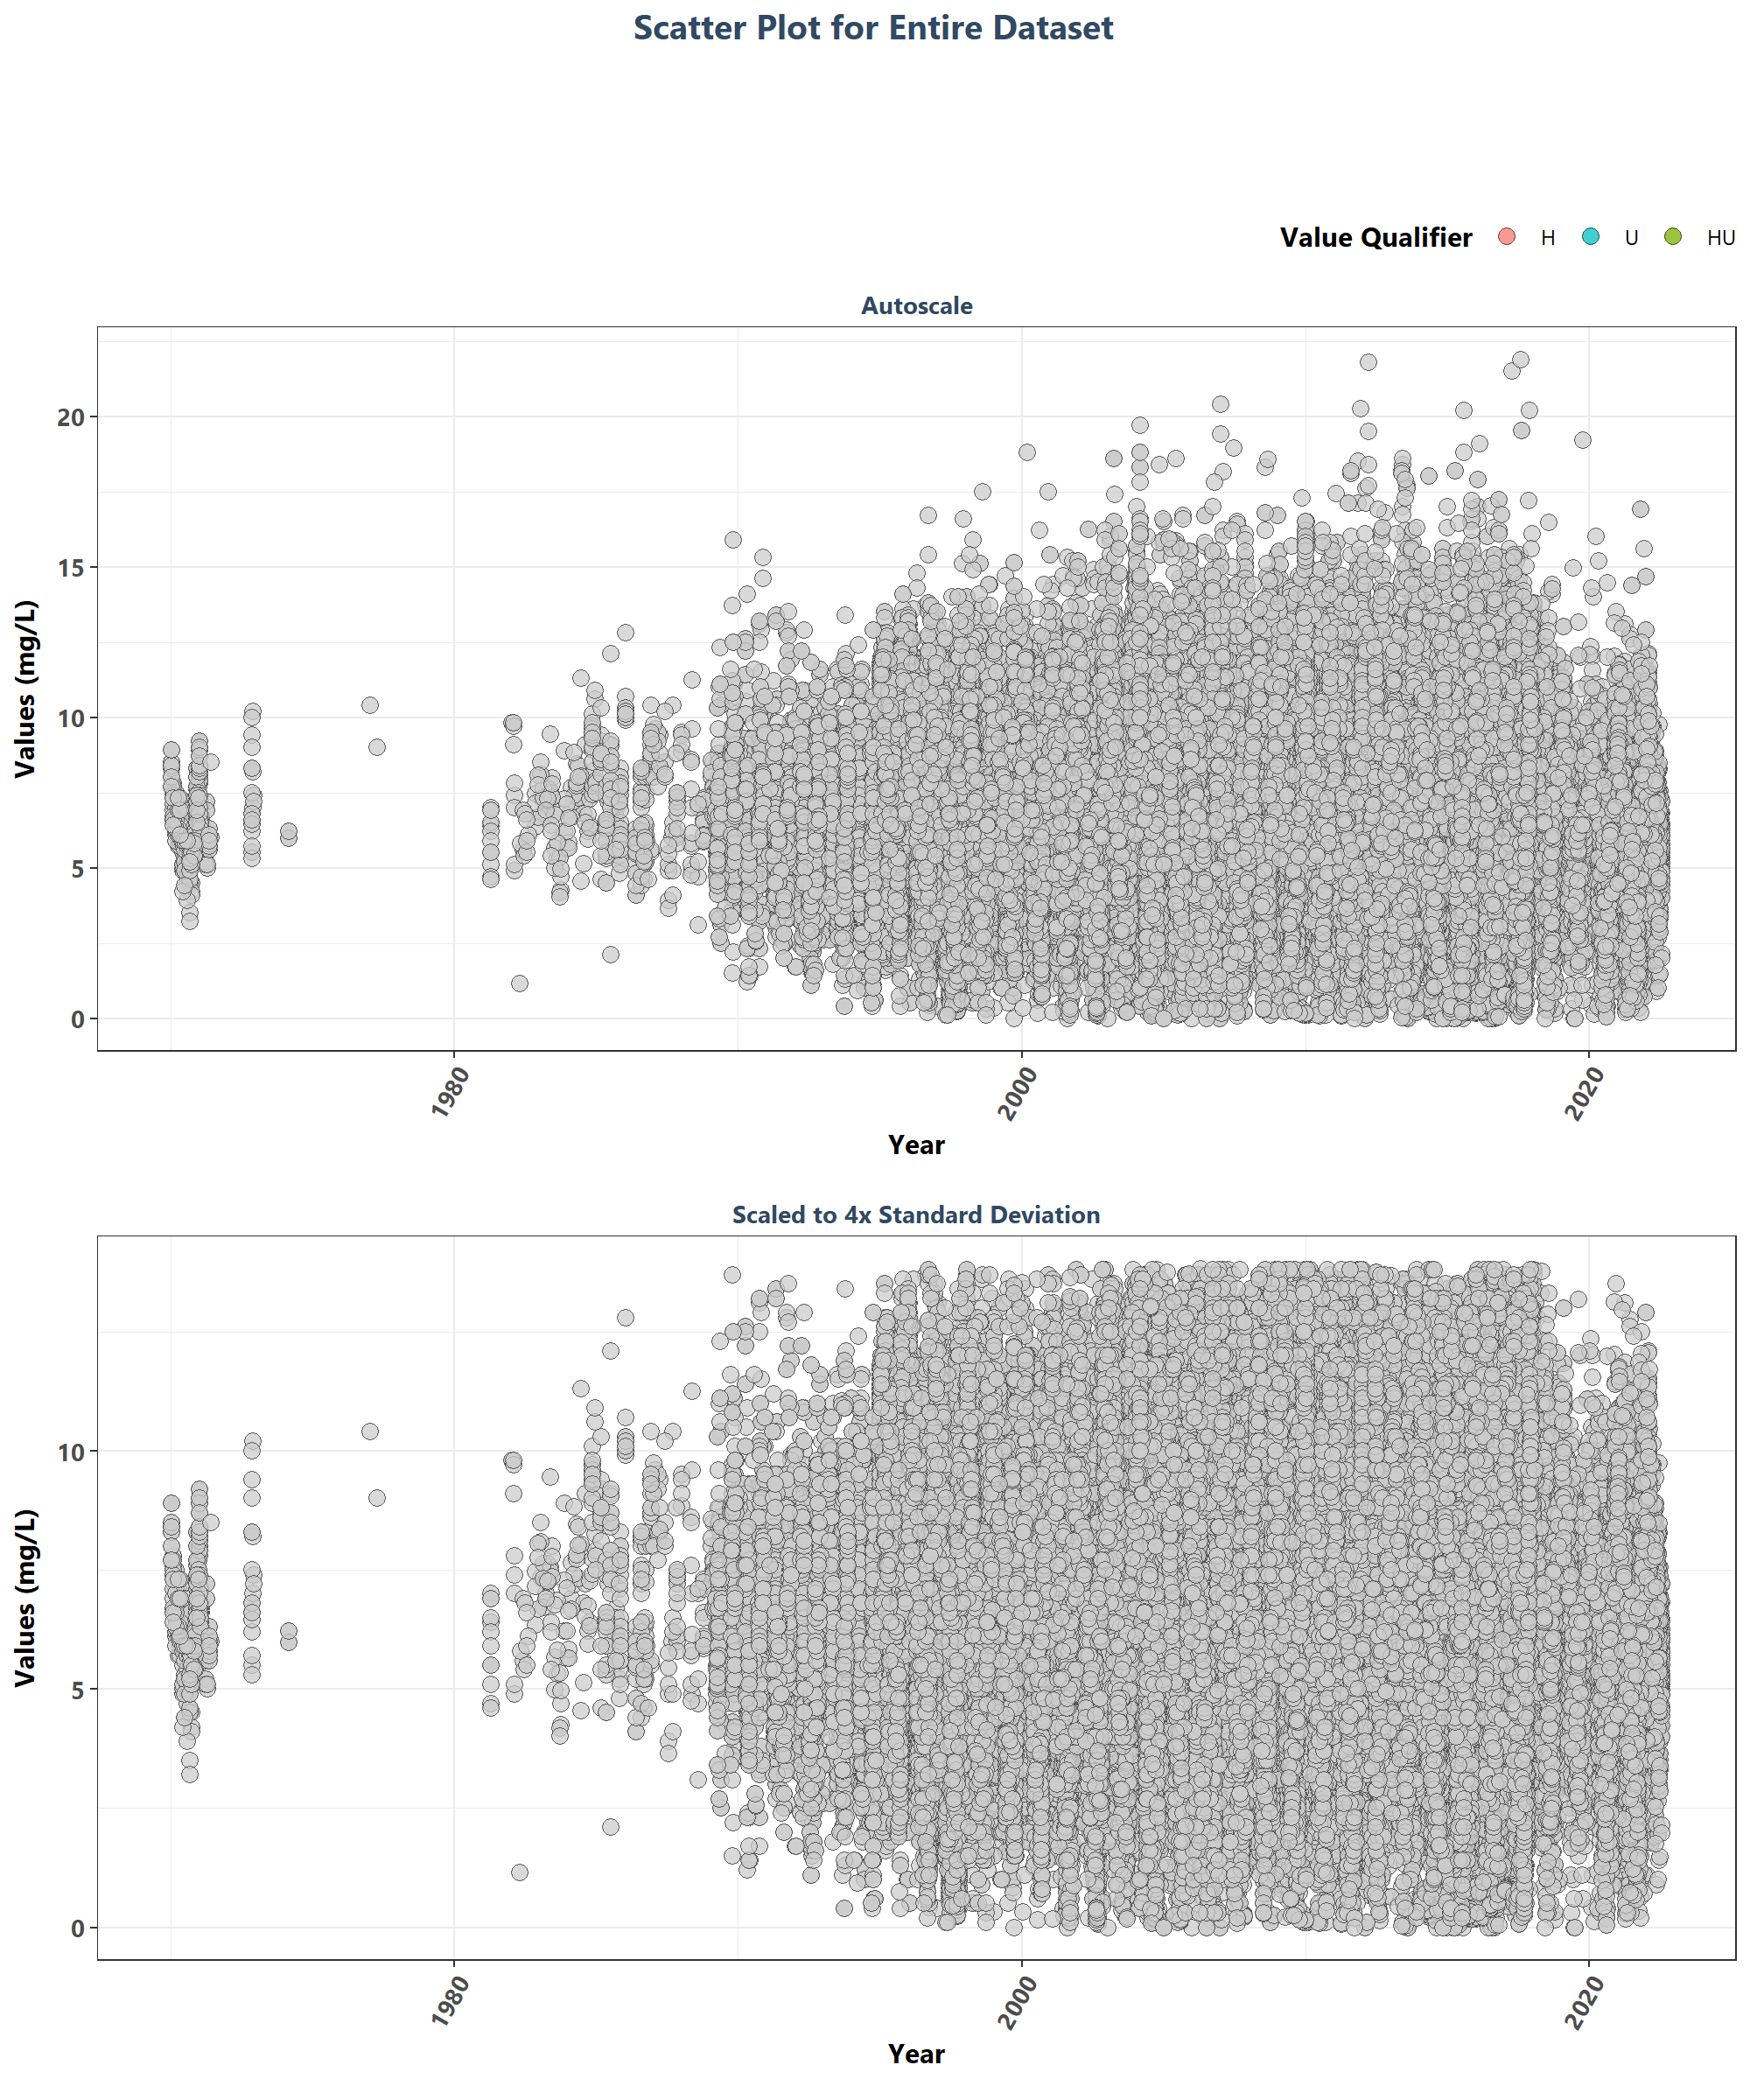 Scatter Plot for Entire Dataset
Value Qualifier H U HU
Autoscale
Values (mg/L)
20
15
10
5
0
1980 2000 2020
Year
Scaled to 4x Standard Deviation
Values (mg/L)
10
5
0
1980 2000 2020
Year